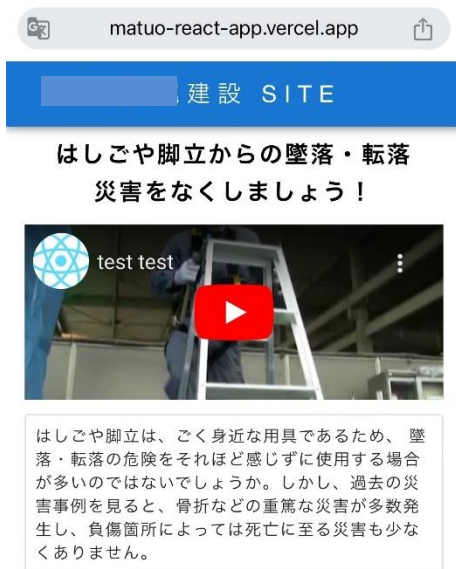 matuo-react-app.vercel.app
建設 SITE
はしごや脚立からの墜落・転落
災害をなくしましょう！
test test
はしごや脚立は、ごく身近な用具であるため、 墜
落・転落の危険をそれほど感じずに使用する場合
が多いのではないでしょうか。しかし、過去の災
害事例を見ると、骨折などの重篤な災害が多数発
生し、負傷箇所によっては死亡に至る災害も少な
くありません。